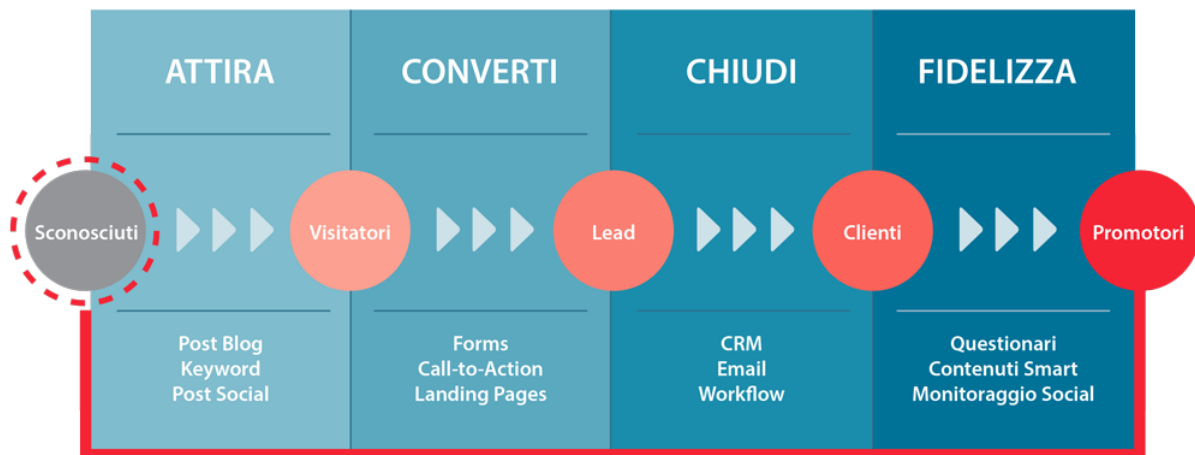 ATTIRA
CONVERTI
CHIUDI
FIDELIZZA
Sconosciuti
Visitatori
Lead
Clienti
Promotori
Post Blog
Keyword
Post Social
Forms
Call-to-Action
Landing Pages
CRM
Email
Workflow
Questionari
Contenuti Smart
Monitoraggio Social